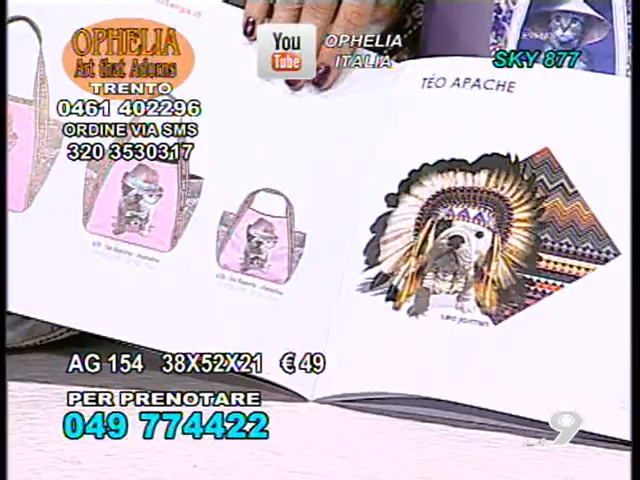 OPHELIA
Art that Adorns
TRENTO
0461 402296
ORDINE VIA SMS
320 3530317
You
Tube
OPHELIA
ITALIA
SKY 877
TÉO APACHE
AG 154 38X52X21 € 49
PER PRENOTARE
049 774422
9